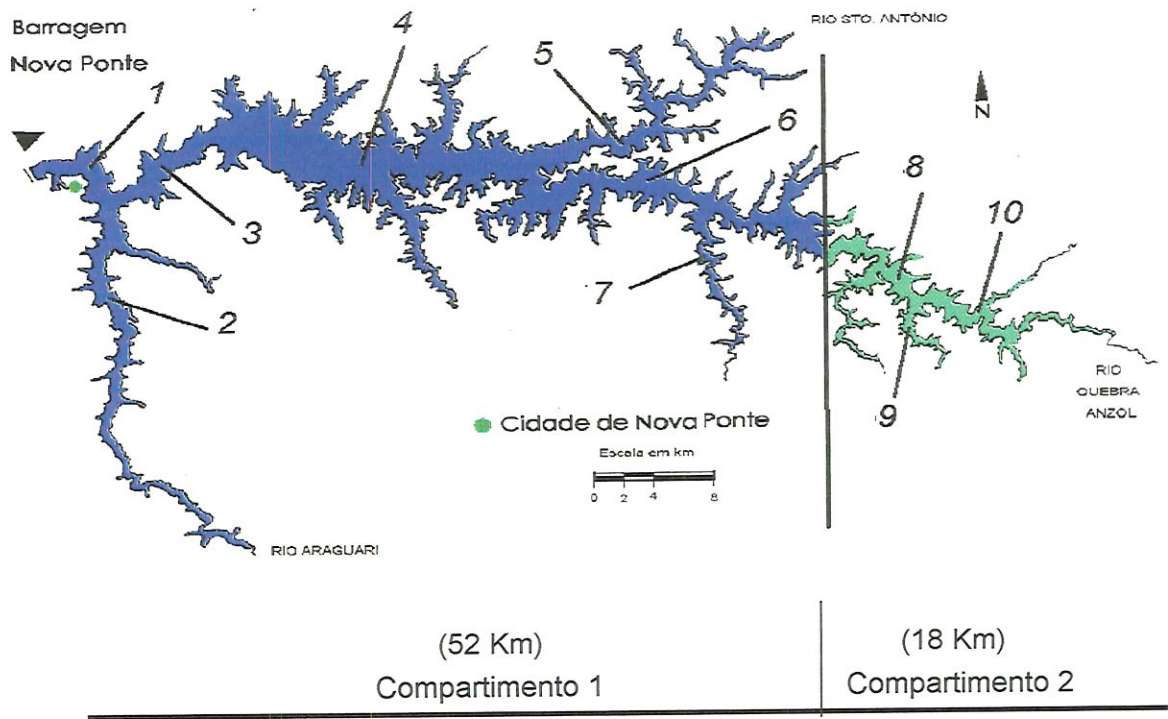 Barragem
Nova Ponte
RIO STO. ANTÔNIO
1
2
3
4
5
6
7
8
9
10
N
RIO
QUEBRA
ANZOL
Cidade de Nova Ponte
Escala em km
0 2 4 8
RIO ARAGUARI
(52 Km)
Compartimento 1
(18 Km)
Compartimento 2